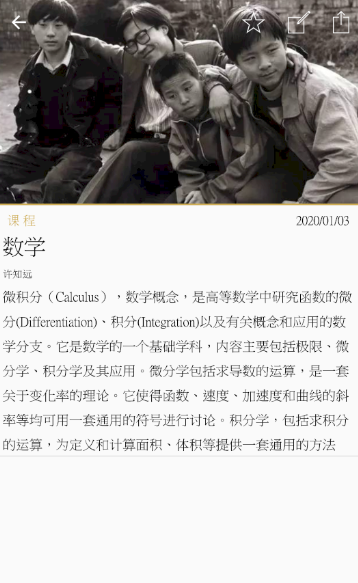 课程
2020/01/03
数学
许知远
微积分（Calculus），数学概念，是高等数学中研究函数的微
分(Differentiation)、积分(Integration)以及有关概念和应用的数
学分支。它是数学的一个基础学科，内容主要包括极限、微
分学、积分学及其应用。微分学包括求导数的运算，是一套
关于变化率的理论。它使得函数、速度、加速度和曲线的斜
率等均可用一套通用的符号进行讨论。积分学，包括求积分
的运算，为定义和计算面积、体积等提供一套通用的方法